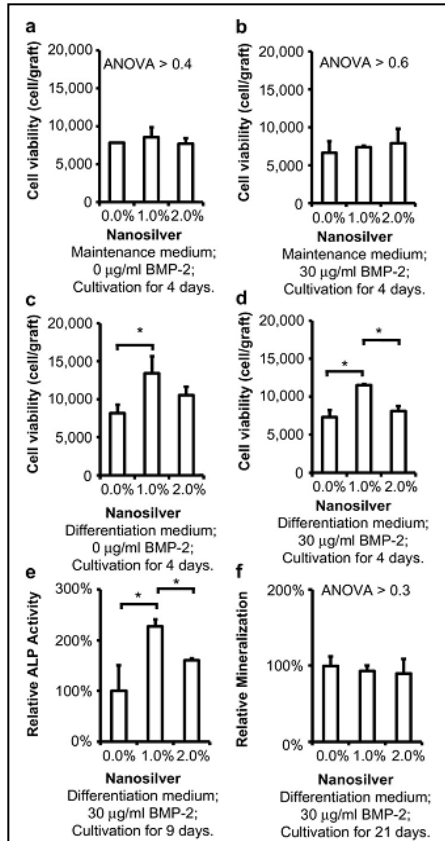 a
20,000
15,000
10,000
5,000
0
Cell viability (cell/graft)
ANOVA > 0.4
0.0% 1.0% 2.0%
Nanosilver
Maintenance medium;
0 μg/ml BMP-2;
Cultivation for 4 days.
b
20,000
15,000
10,000
5,000
0
Cell viability (cell/graft)
ANOVA > 0.6
0.0% 1.0% 2.0%
Nanosilver
Maintenance medium;
30 μg/ml BMP-2;
Cultivation for 4 days.
c
20,000
15,000
10,000
5,000
0
Cell viability (cell/graft)
*
0.0% 1.0% 2.0%
Nanosilver
Differentiation medium;
0 μg/ml BMP-2;
Cultivation for 4 days.
d
20,000
15,000
10,000
5,000
0
Cell viability (cell/graft)
*
*
0.0% 1.0% 2.0%
Nanosilver
Differentiation medium;
30 μg/ml BMP-2;
Cultivation for 4 days.
e
300%
200%
100%
0%
Relative ALP Activity
*
*
0.0% 1.0% 2.0%
Nanosilver
Differentiation medium;
30 μg/ml BMP-2;
Cultivation for 9 days.
f
200%
100%
0%
Relative Mineralization
ANOVA > 0.3
0.0% 1.0% 2.0%
Nanosilver
Differentiation medium;
30 μg/ml BMP-2;
Cultivation for 21 days.